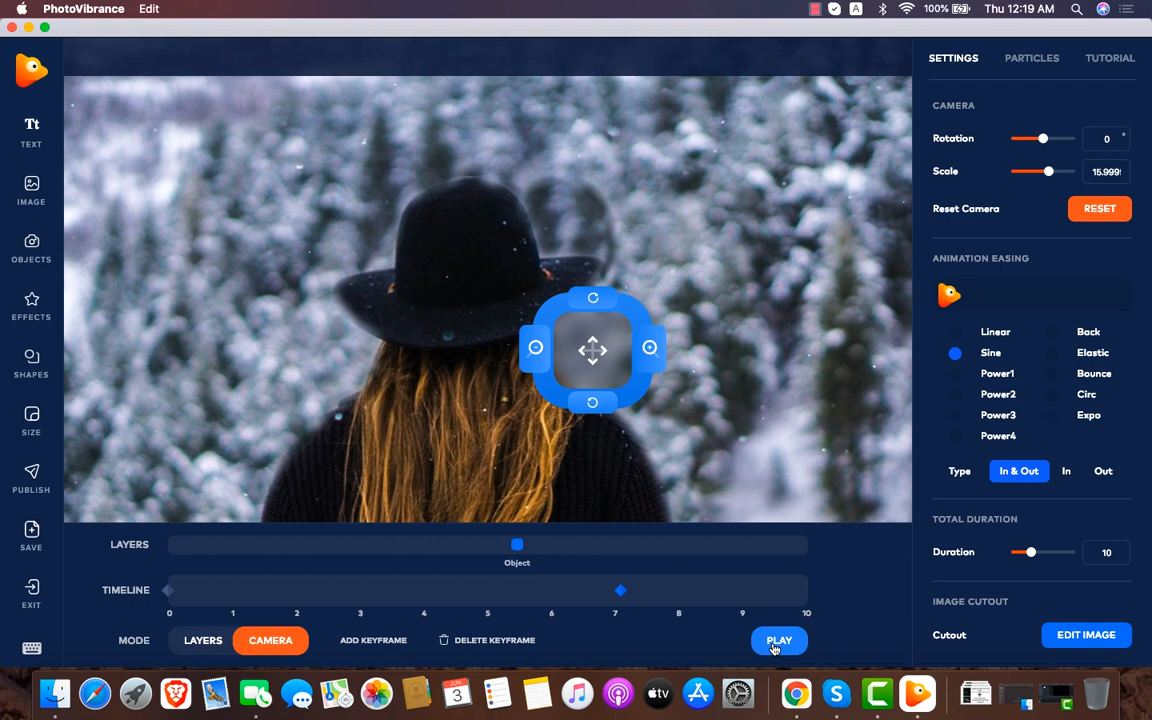 PhotoVibrance Edit
A 100% Thu 12:19 AM
SETTINGS PARTICLES TUTORIAL
Tt
TEXT
IMAGE
OBJECTS
EFFECTS
SHAPES
SIZE
PUBLISH
SAVE
EXIT
CAMERA
Rotation 0 °
Scale 15.999
Reset Camera RESET
ANIMATION EASING
Linear Back
Sine Elastic
Power1 Bounce
Power2 Circ
Power3 Expo
Power4
Type In & Out In Out
TOTAL DURATION
Duration 10
IMAGE CUTOUT
Cutout EDIT IMAGE
LAYERS
Object
TIMELINE
0 1 2 3 4 5 6 7 8 9 10
MODE LAYERS CAMERA ADD KEYFRAME DELETE KEYFRAME PLAY
JUN
3
tv
S
C